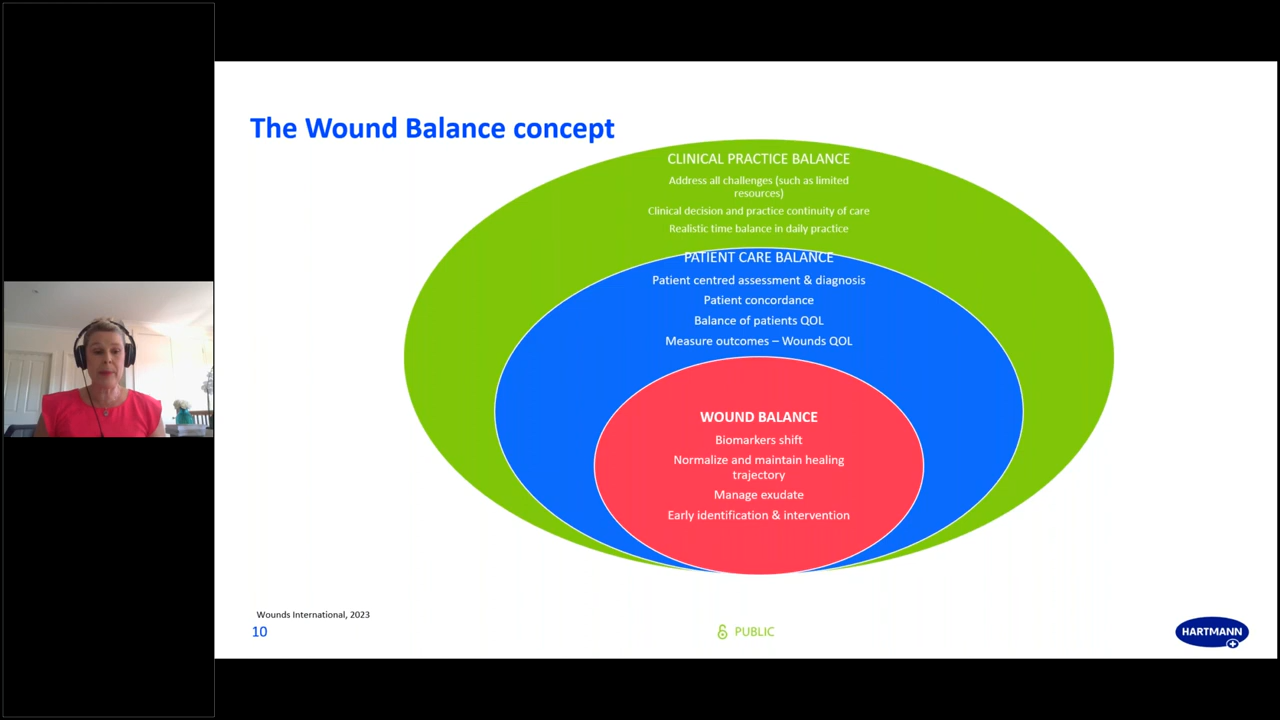 The Wound Balance concept
CLINICAL PRACTICE BALANCE
Address all challenges (such as limited
resources)
Clinical decision and practice continuity of care
Realistic time balance in daily practice
PATIENT CARE BALANCE
Patient centred assessment & diagnosis
Patient concordance
Balance of patients QOL
Measure outcomes – Wounds QOL
WOUND BALANCE
Biomarkers shift
Normalize and maintain healing
trajectory
Manage exudate
Early identification & intervention
Wounds International, 2023
10
PUBLIC
HARTMANN